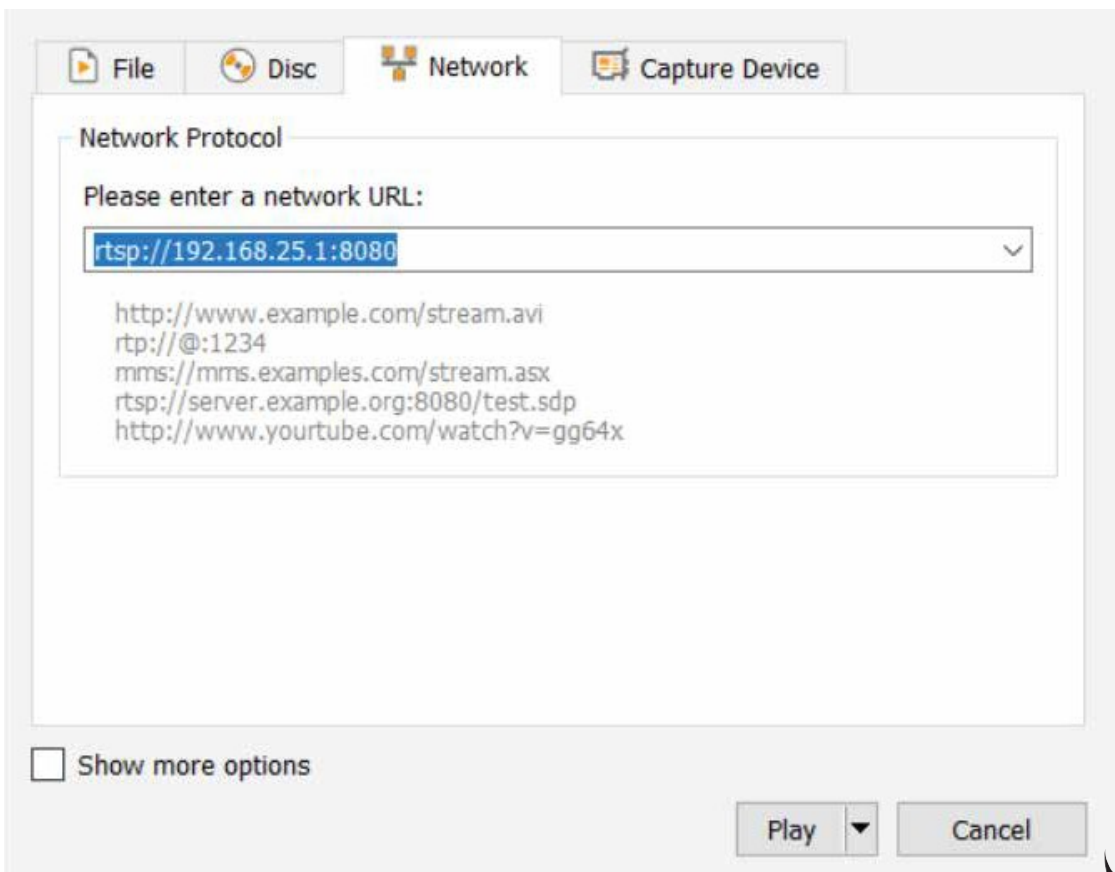 File
Disc
Network
Capture Device
Network Protocol
Please enter a network URL:
rtsp://192.168.25.1:8080
http://www.example.com/stream.avi
rtp://@:1234
mms://mms.examples.com/stream.asx
rtsp://server.example.org:8080/test.sdp
http://www.yourtube.com/watch?v=gg64x
Show more options
Play
Cancel